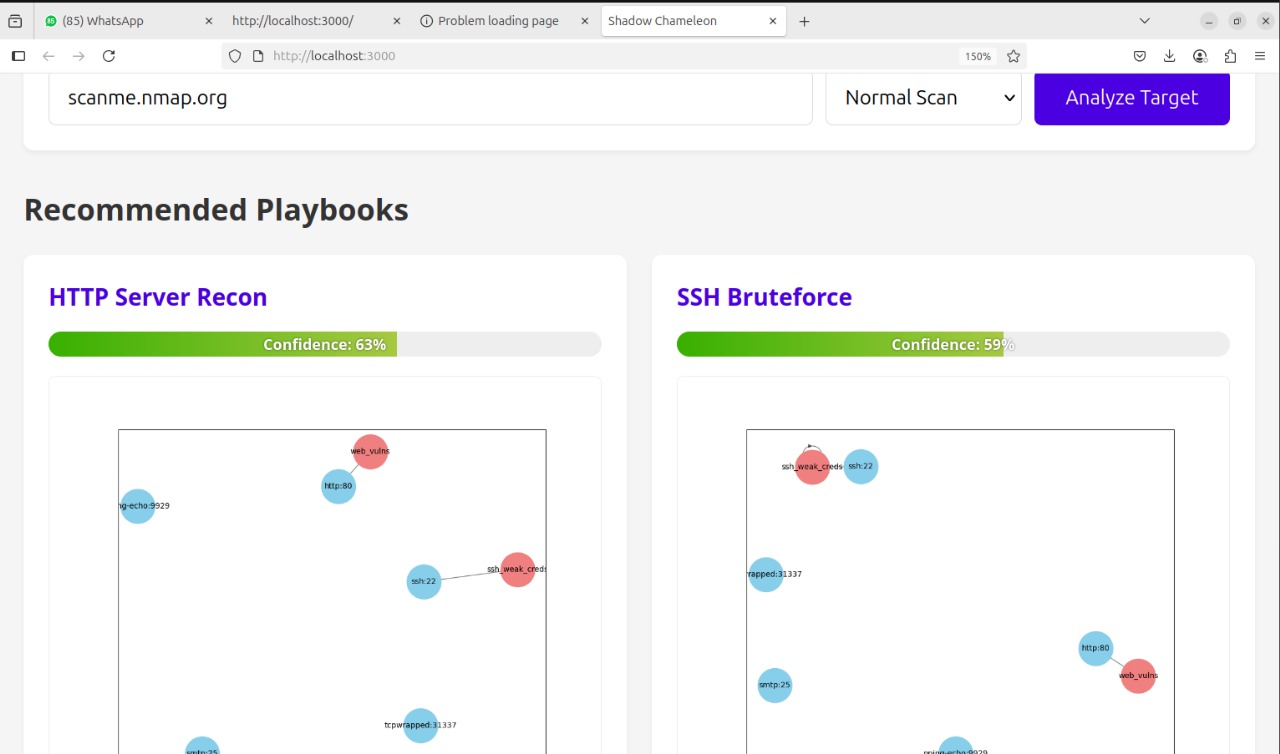 (85) WhatsApp
http://localhost:3000/
Problem loading page
Shadow Chameleon
http://localhost:3000
150%
scanme.nmap.org
Normal Scan
Analyze Target
Recommended Playbooks
HTTP Server Recon
Confidence: 63%
web_vulns
http:80
ng-echo:9929
ssh_weak_creds
ssh:22
tcpwrapped:31337
smtp:25
SSH Bruteforce
Confidence: 59%
ssh_weak_creds
ssh:22
rapped:31337
http:80
web_vulns
smtp:25
nping-echo:9929